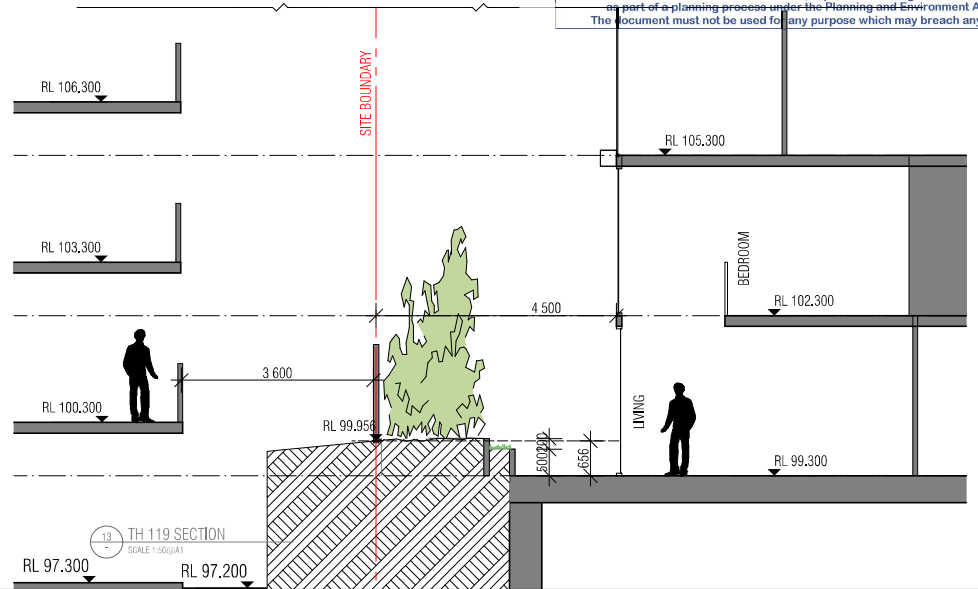 as part of a planning process under the Planning and Environment A
The document must not be used for any purpose which may breach any
RL 106.300
SITE BOUNDARY
RL 105.300
RL 103.300
BEDROOM
4 500
RL 102.300
3 600
RL 100.300
RL 99.956
LIVING
500
200
656
RL 99.300
13
-
TH 119 SECTION
SCALE 1:50@A1
RL 97.300
RL 97.200